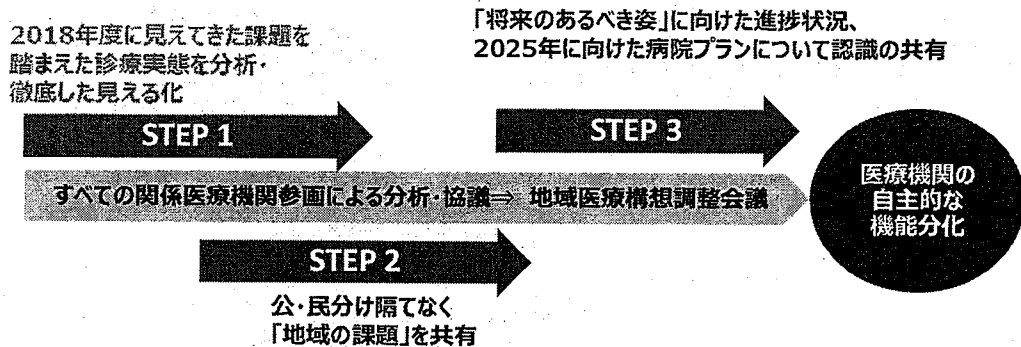 2018年度に見えてきた課題を
踏まえた診療実態を分析・
徹底した見える化
「将来のあるべき姿」に向けた進捗状況、
2025年に向けた病院プランについて認識の共有
STEP 1
STEP 3
すべての関係医療機関参画による分析・協議⇒ 地域医療構想調整会議
医療機関の
自主的な
機能分化
STEP 2
公・民分け隔てなく
「地域の課題」を共有